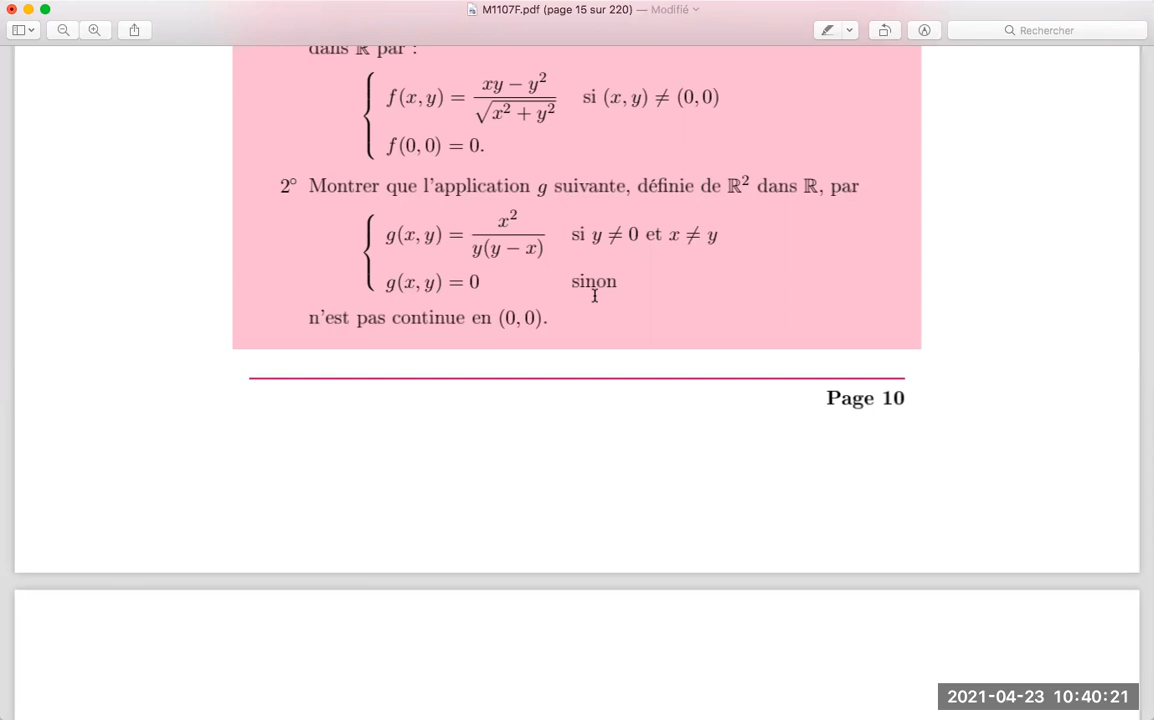 M1107F.pdf (page 15 sur 220) — Modifié
Rechercher
dans ℝ par :
f(x, y) = (xy − y²)/√(x² + y²) si (x, y) ≠ (0, 0)
f(0, 0) = 0.
2° Montrer que l'application g suivante, définie de ℝ² dans ℝ, par
g(x, y) = x²/(y(y − x)) si y ≠ 0 et x ≠ y
g(x, y) = 0 sinon
n'est pas continue en (0, 0).
Page 10
2021-04-23 10:40:21